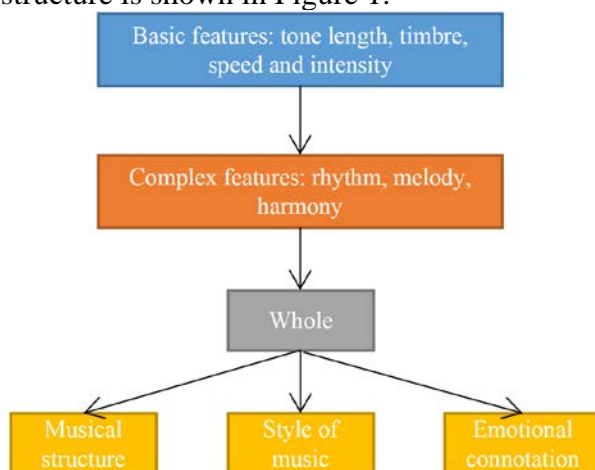 structure is shown in Figure 1.
Basic features: tone length, timbre,
speed and intensity
Complex features: rhythm, melody,
harmony
Whole
Musical
structure
Style of
music
Emotional
connotation